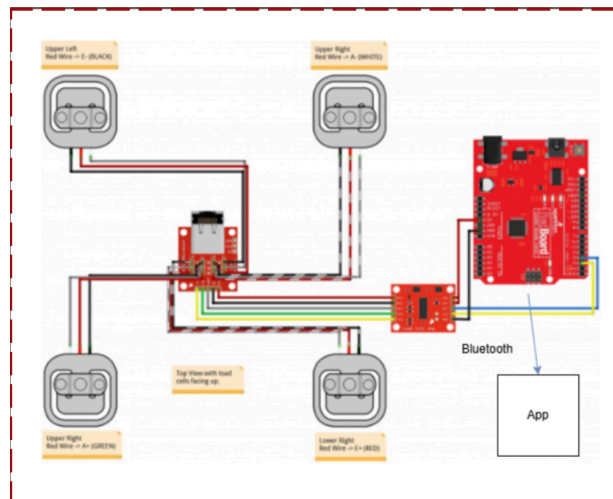 Upper Left
Red Wire -> E- (BLACK)
Upper Right
Red Wire -> A- (WHITE)
Board
Bluetooth
App
Top View with load
cells facing up.
Upper Right
Red Wire -> A+ (GREEN)
Lower Right
Red Wire -> E+ (RED)